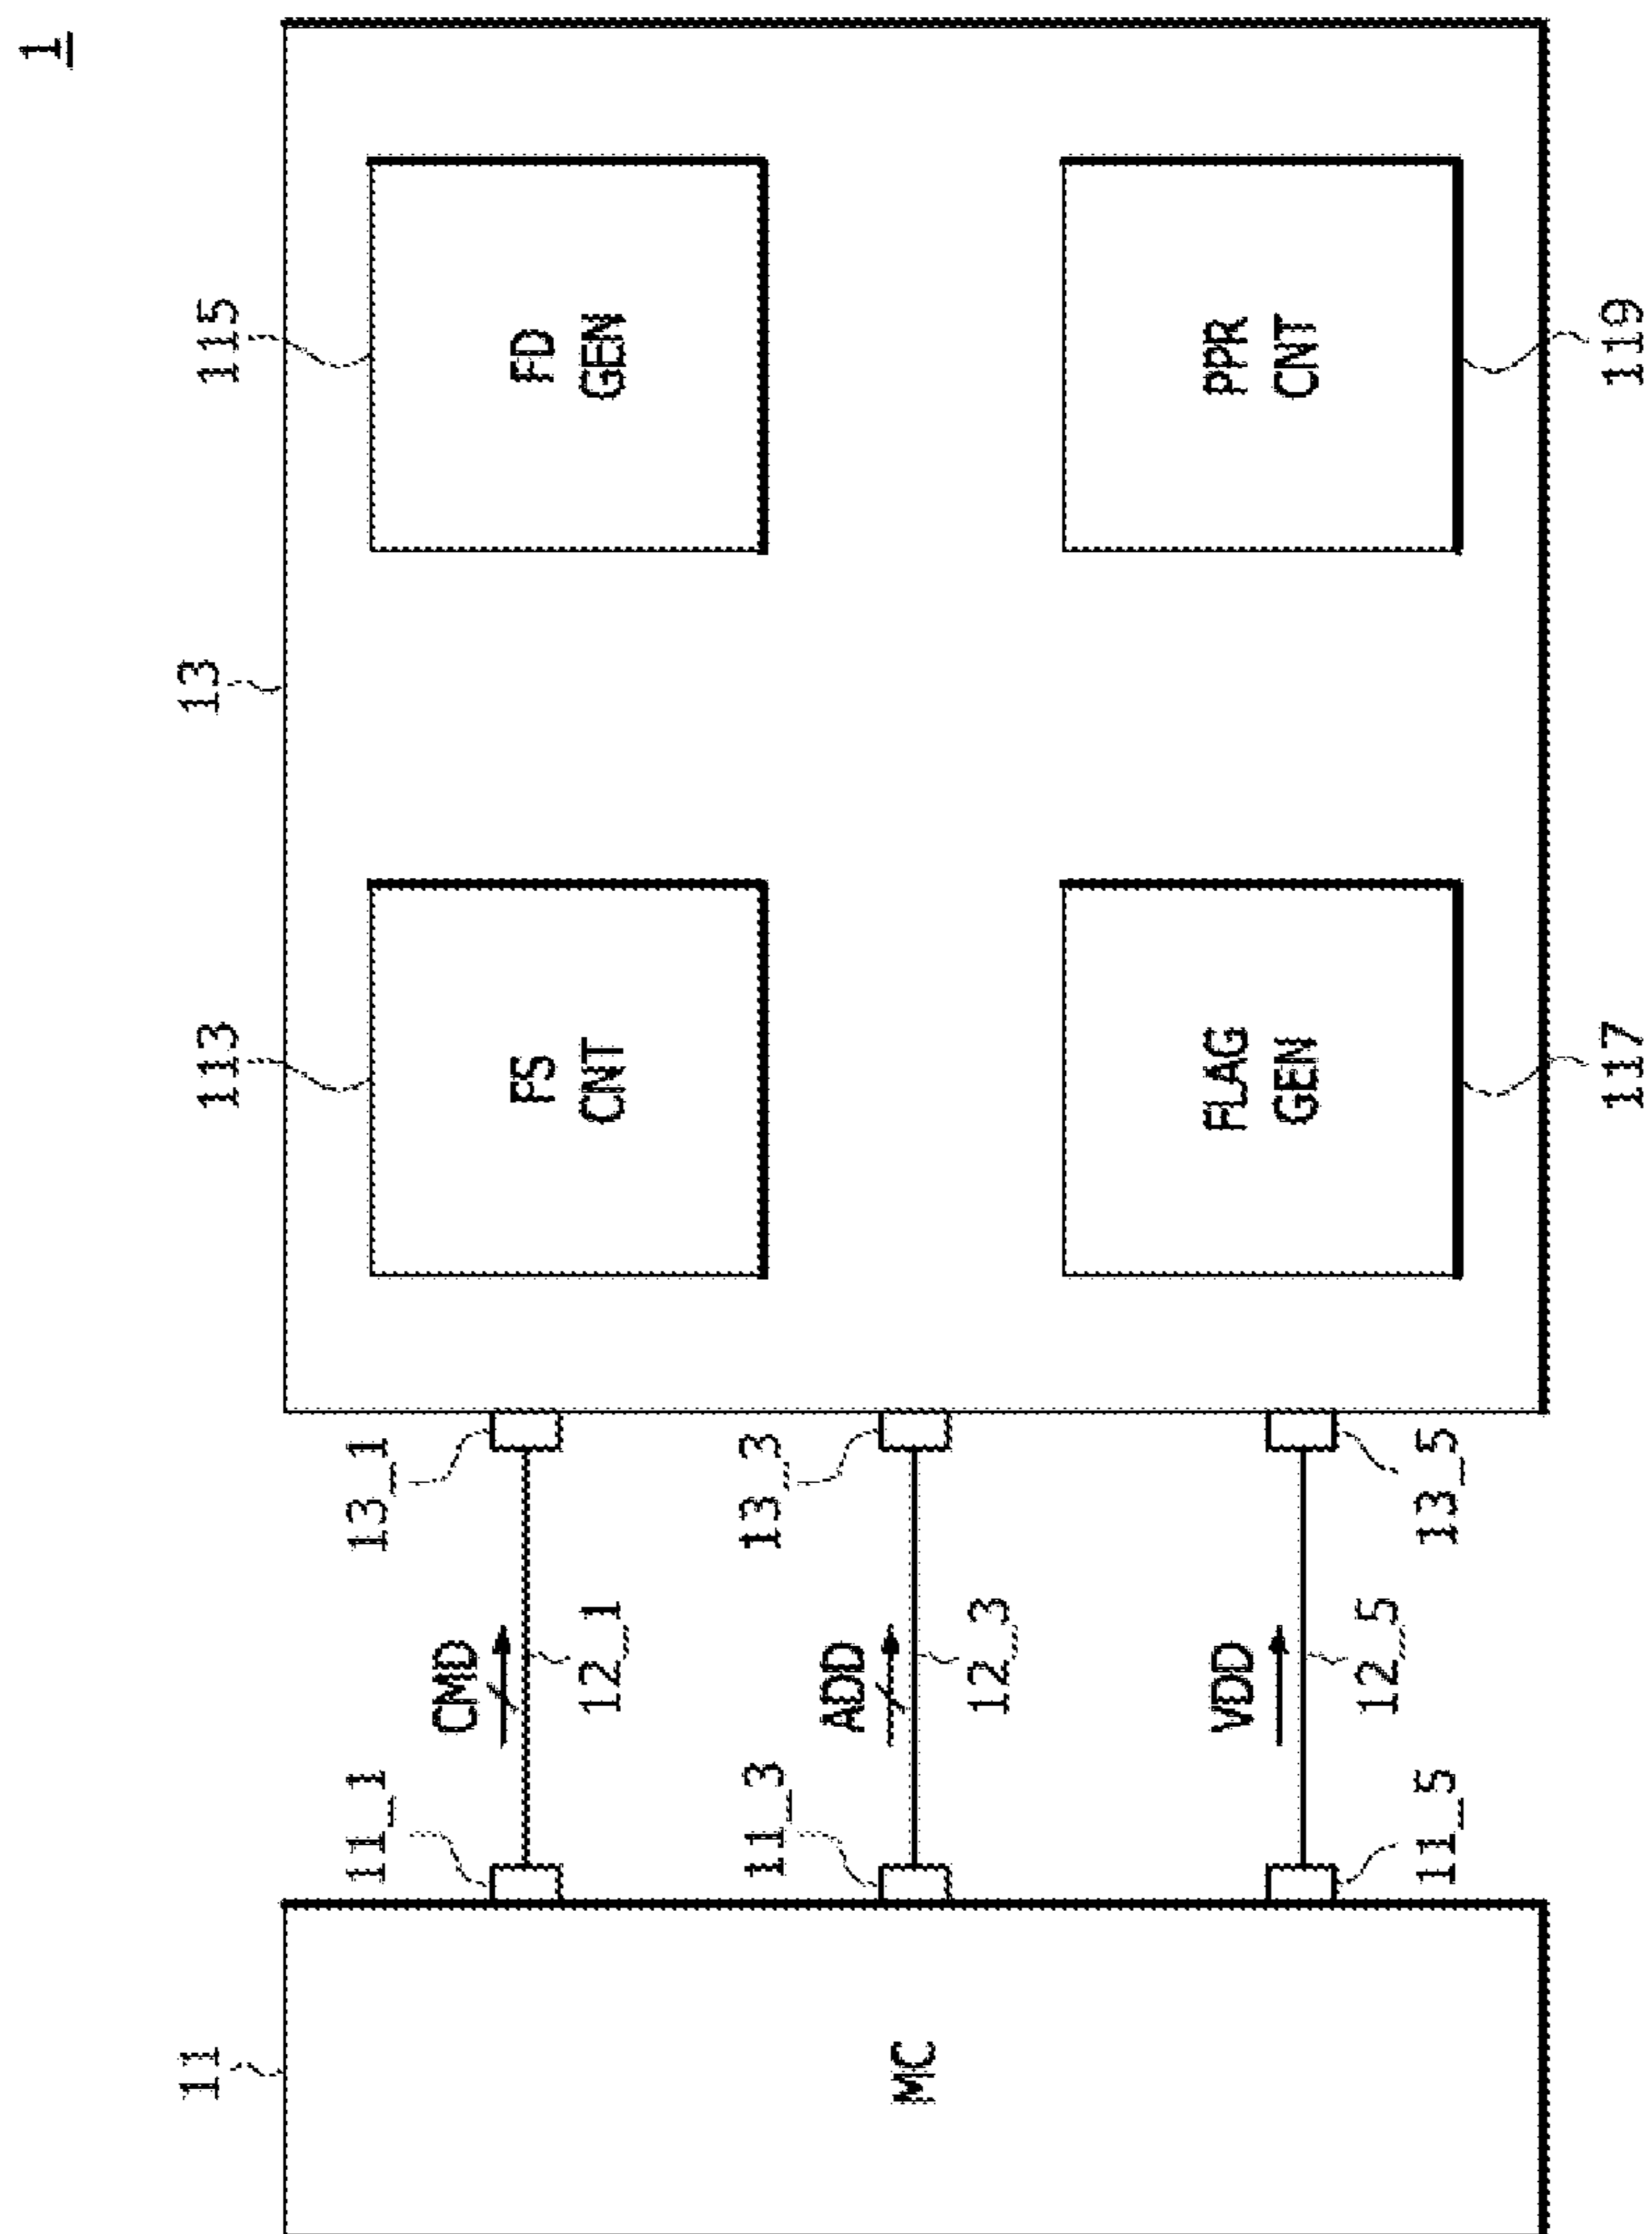 1
11
13
113
115
11_1
13_1
CMD
12_1
FS
CNT
FD
GEN
MC
11_3
13_3
ADD
12_3
VDD
12_5
11_5
13_5
FLAG
GEN
PPR
CNT
117
119